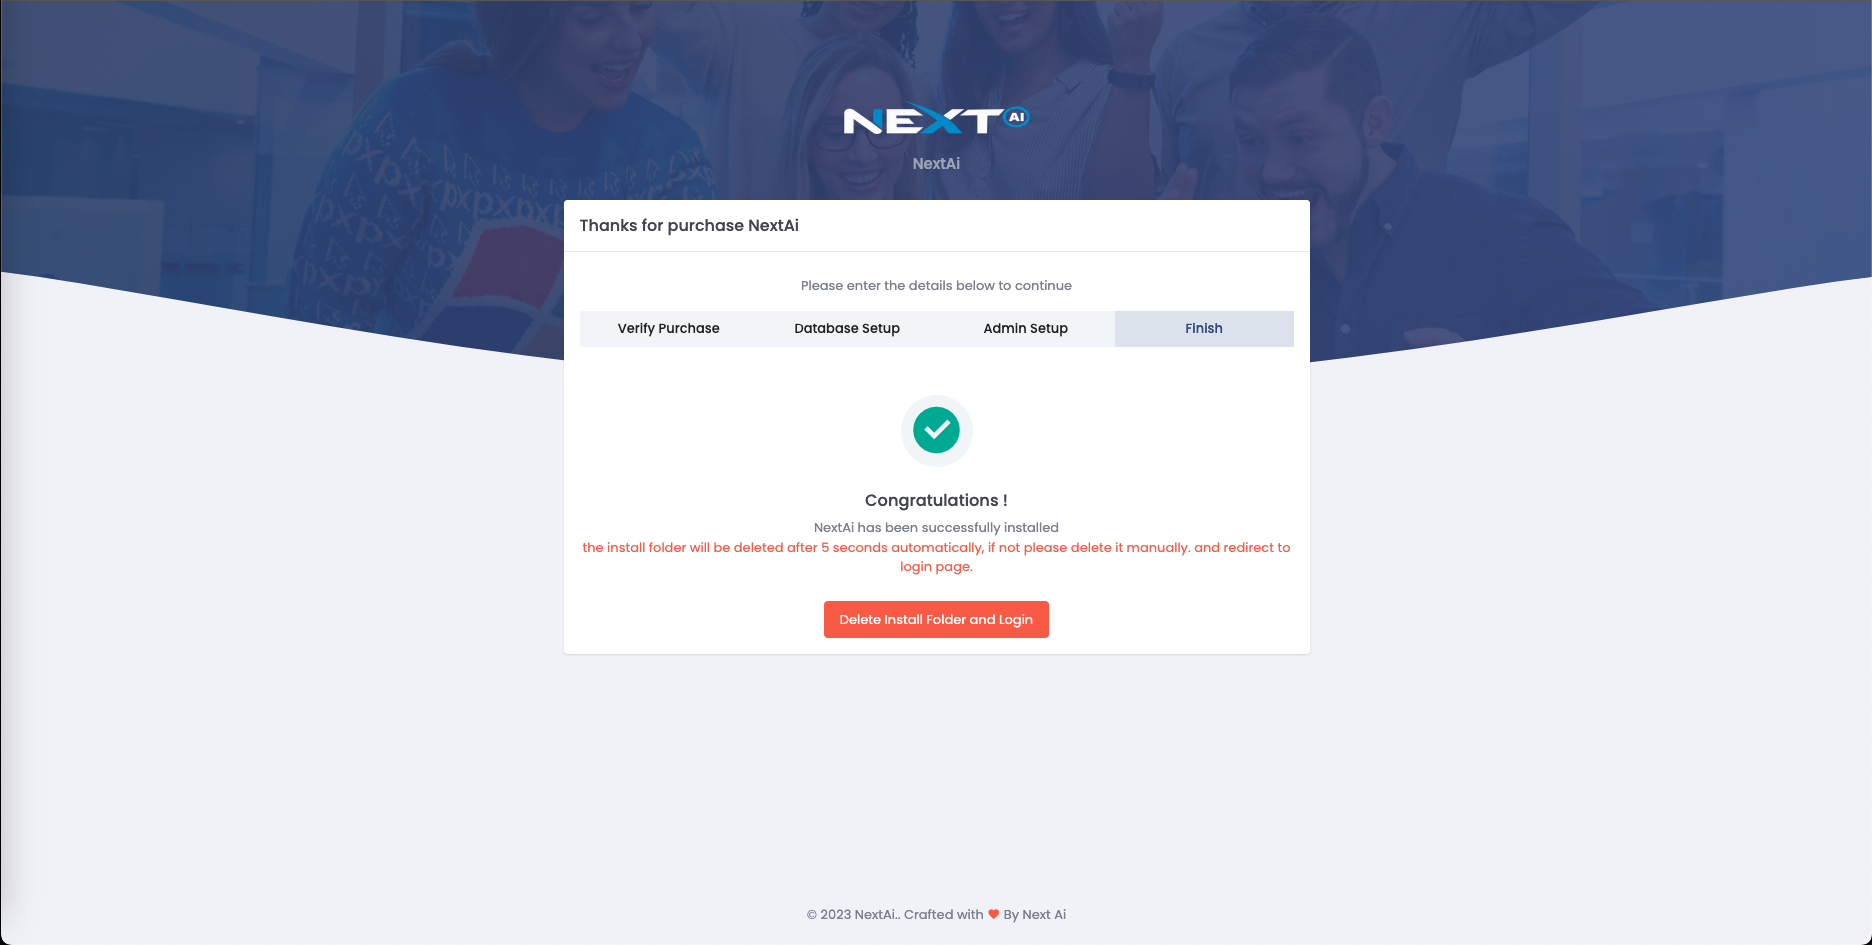 NEXT AI
NextAi
Thanks for purchase NextAi
Please enter the details below to continue
Verify Purchase Database Setup Admin Setup Finish
Congratulations !
NextAi has been successfully installed
the install folder will be deleted after 5 seconds automatically, if not please delete it manually. and redirect to
login page.
Delete Install Folder and Login
© 2023 NextAi.. Crafted with ♥ By Next Ai